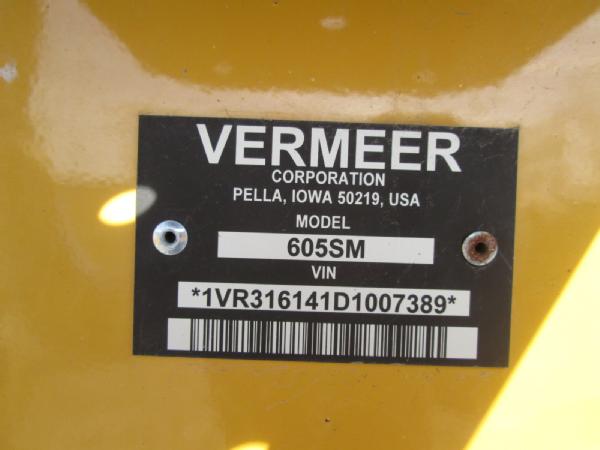 VERMEER
CORPORATION
PELLA, IOWA 50219, USA
MODEL
605SM
VIN
*1VR316141D1007389*